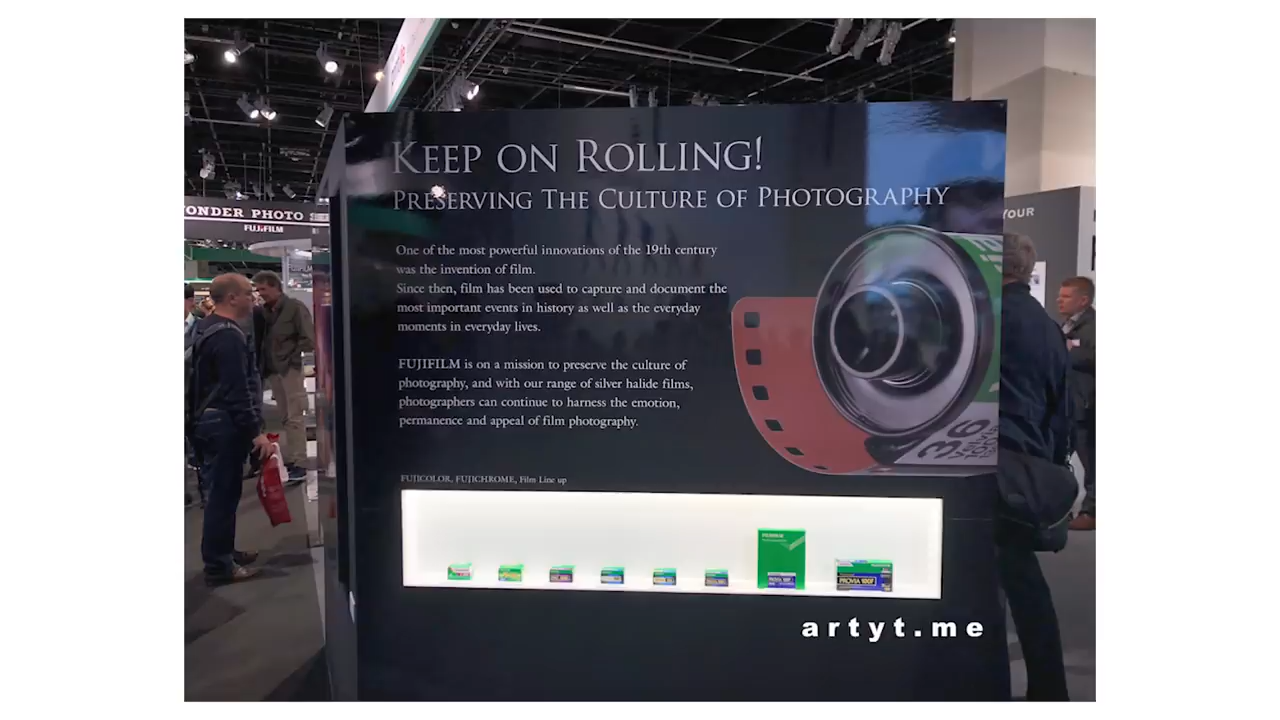 KEEP ON ROLLING!
PRESERVING THE CULTURE OF PHOTOGRAPHY
One of the most powerful innovations of the 19th century
was the invention of film.
Since then, film has been used to capture and document the
most important events in history as well as the everyday
moments in everyday lives.
FUJIFILM is on a mission to preserve the culture of
photography, and with our range of silver halide films,
photographers can continue to harness the emotion,
permanence and appeal of film photography.
FUJICOLOR, FUJICHROME, Film Line up
36
FUJIFILM
PROVIA 100F
PROVIA 100F
artyt.me
ONDER PHOTO
FUJIFILM
YOUR